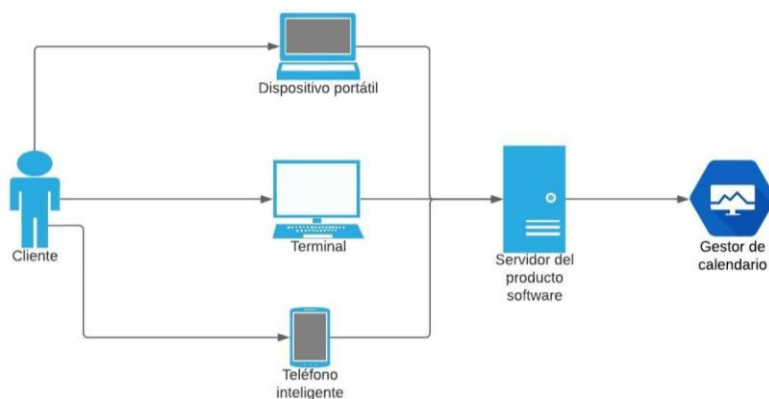 Dispositivo portátil
Cliente
Terminal
Servidor del
producto
software
Gestor de
calendario
Teléfono
inteligente